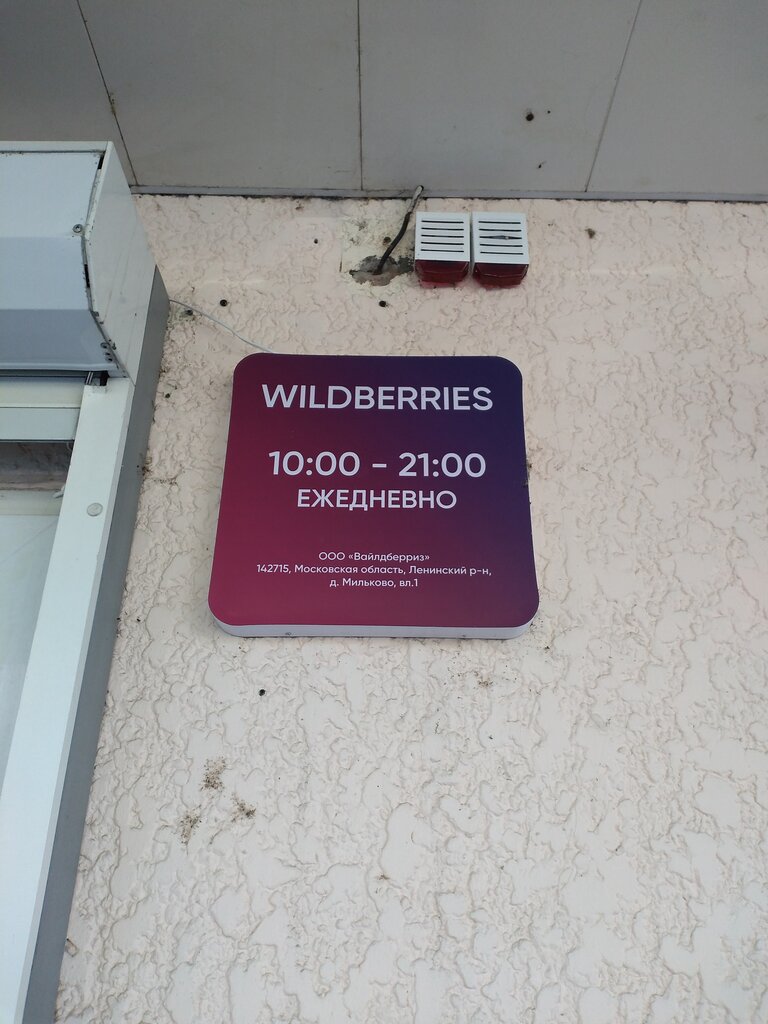 WILDBERRIES
10:00 - 21:00
ЕЖЕДНЕВНО
ООО «Вайлдберриз»
142715, Московская область, Ленинский р-н,
д. Мильково, вл.1